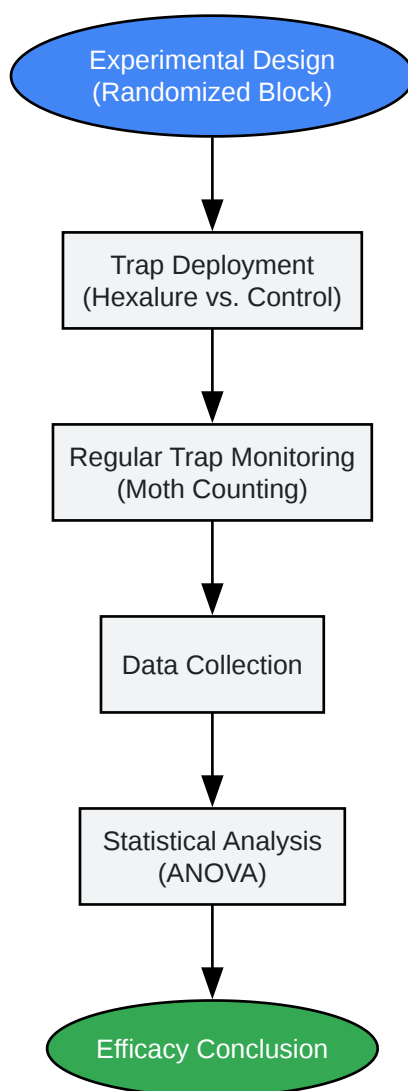 Experimental Design
(Randomized Block)
Trap Deployment
(Hexalure vs. Control)
Regular Trap Monitoring
(Moth Counting)
Data Collection
Statistical Analysis
(ANOVA)
Efficacy Conclusion